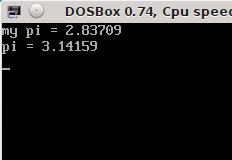 DOSBox 0.74, Cpu speed
my pi = 2.83709
pi = 3.14159